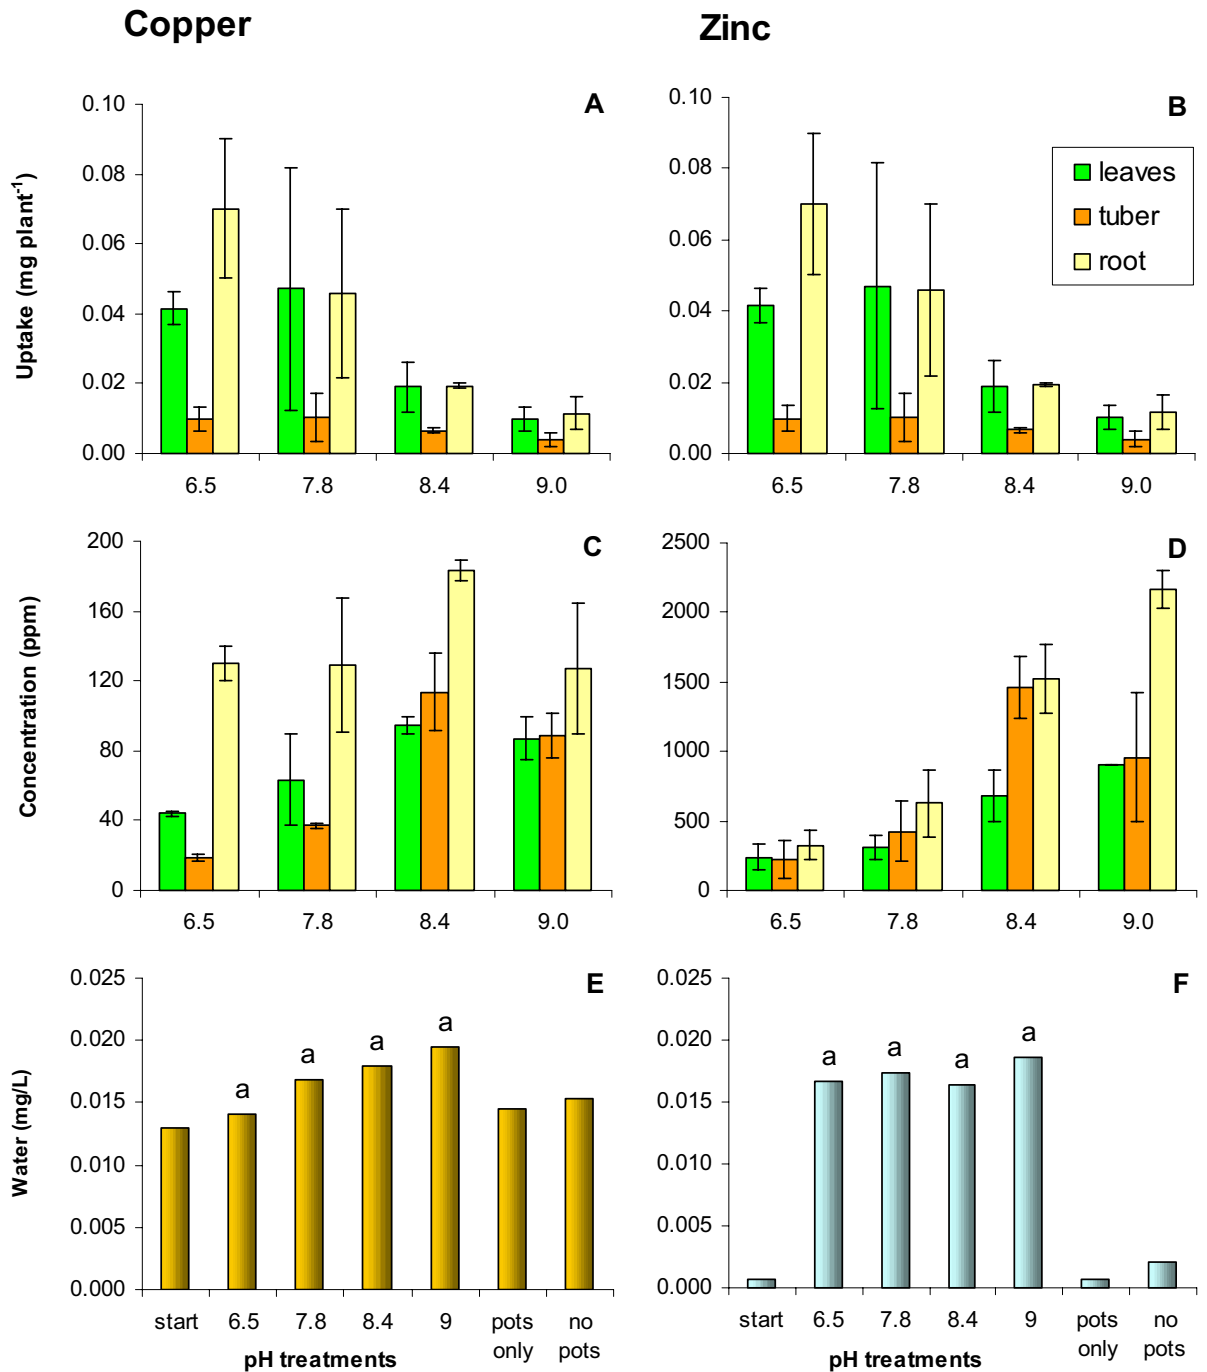 Copper
Zinc
A
Uptake (mg plant⁻¹)
0.10
0.08
0.06
0.04
0.02
0.00
6.5 7.8 8.4 9.0
B
0.10
0.08
0.06
0.04
0.02
0.00
6.5 7.8 8.4 9.0
leaves
tuber
root
C
Concentration (ppm)
200
160
120
80
40
0
6.5 7.8 8.4 9.0
D
2500
2000
1500
1000
500
0
6.5 7.8 8.4 9.0
E
Water (mg/L)
0.025
0.020
0.015
0.010
0.005
0.000
a a a a
start 6.5 7.8 8.4 9 pots only no pots
pH treatments
F
0.025
0.020
0.015
0.010
0.005
0.000
a a a a
start 6.5 7.8 8.4 9 pots only no pots
pH treatments